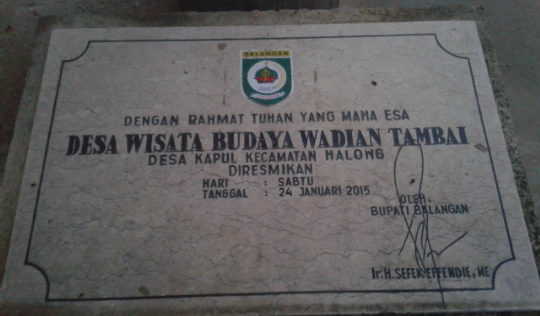 BALANGAN
DENGAN RAHMAT TUHAN YANG MAHA ESA
DESA WISATA BUDAYA WADIAN TAMBAI
DESA KAPUL KECAMATAN HALONG
DIRESMIKAN
HARI : SABTU
TANGGAL : 24 JANUARI 2015
OLEH:
BUPATI BALANGAN
Ir.H.SEFEK EFFENDIE, ME